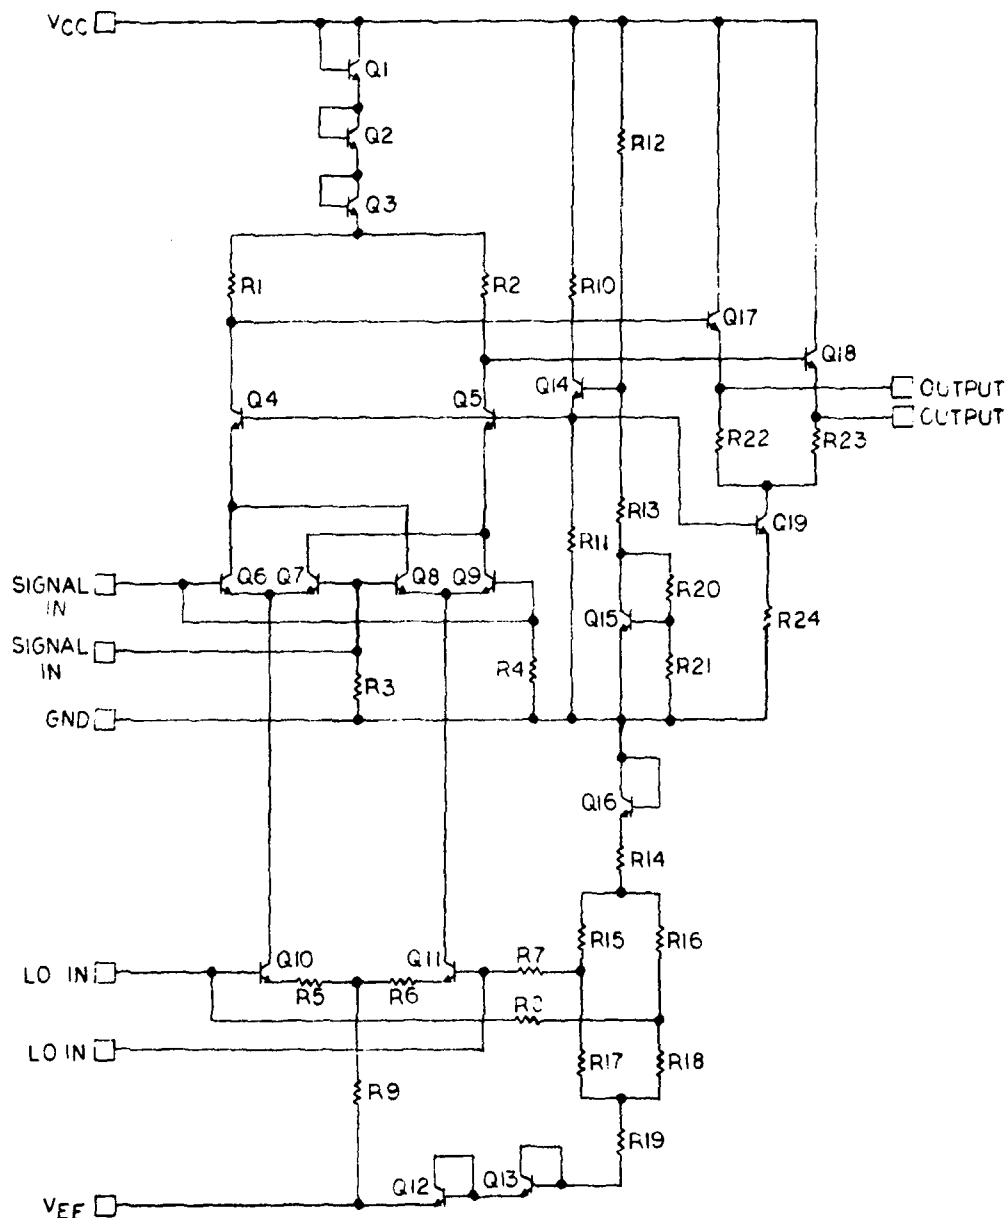 VCC
Q1
Q2
R12
Q3
R1
R2
R10
Q17
Q18
Q14
OUTPUT
Q4
Q5
OUTPUT
R22
R23
R13
Q19
R11
SIGNAL IN
Q6
Q7
Q8
Q9
R20
Q15
R24
SIGNAL IN
R3
R4
R21
GND
Q16
R14
R15
R16
LO IN
Q10
Q11
R7
R5
R6
LO IN
R17
R18
R9
R19
Q12
Q13
VEE